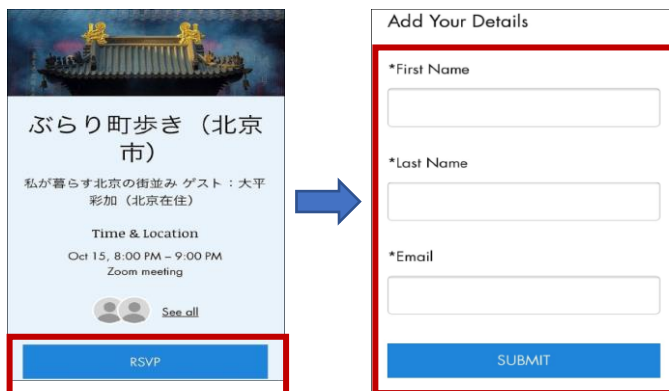 ぶらり町歩き（北京
市）
私が暮らす北京の街並み ゲスト：大平
彩加（北京在住）
Time & Location
Oct 15, 8:00 PM – 9:00 PM
Zoom meeting
See all
RSVP
Add Your Details
*First Name
*Last Name
*Email
SUBMIT